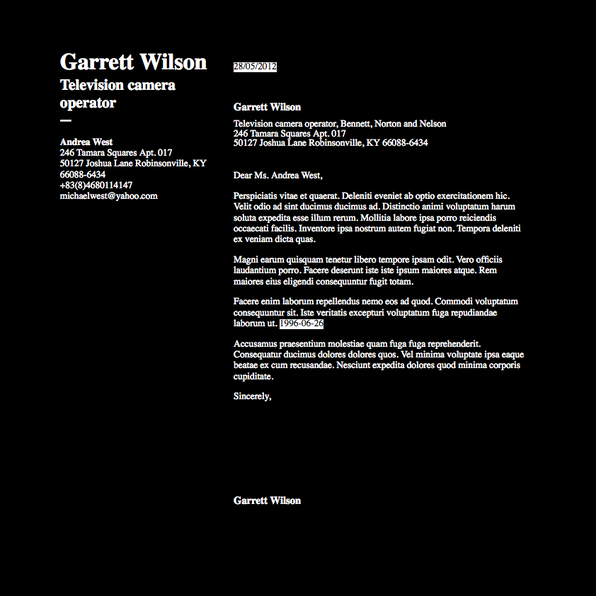 Garrett Wilson
Television camera
operator
—
Andrea West
246 Tamara Squares Apt. 017
50127 Joshua Lane Robinsonville, KY
66088-6434
+83(8)4680114147
michaelwest@yahoo.com
28/05/2012
Garrett Wilson
Television camera operator, Bennett, Norton and Nelson
246 Tamara Squares Apt. 017
50127 Joshua Lane Robinsonville, KY 66088-6434
Dear Ms. Andrea West,
Perspiciatis vitae et quaerat. Deleniti eveniet ab optio exercitationem hic.
Velit odio ad sint ducimus ducimus ad. Distinctio animi voluptatum harum
soluta expedita esse illum rerum. Mollitia labore ipsa porro reiciendis
occaecati facilis. Inventore ipsa nostrum autem fugiat non. Tempora deleniti
ex veniam dicta quas.
Magni earum quisquam tenetur libero tempore ipsam odit. Vero officiis
laudantium porro. Facere deserunt iste iste ipsum maiores atque. Rem
maiores eius eligendi consequuntur fugit totam.
Facere enim laborum repellendus nemo eos ad quod. Commodi voluptatum
consequuntur sit. Iste veritatis excepturi voluptatum fuga repudiandae
laborum ut. 1996-06-26
Accusamus praesentium molestiae quam fuga fuga reprehenderit.
Consequatur ducimus dolores dolores quos. Vel minima voluptate ipsa eaque
beatae ex cum recusandae. Nesciunt expedita dolores quod minima corporis
cupiditate.
Sincerely,
Garrett Wilson